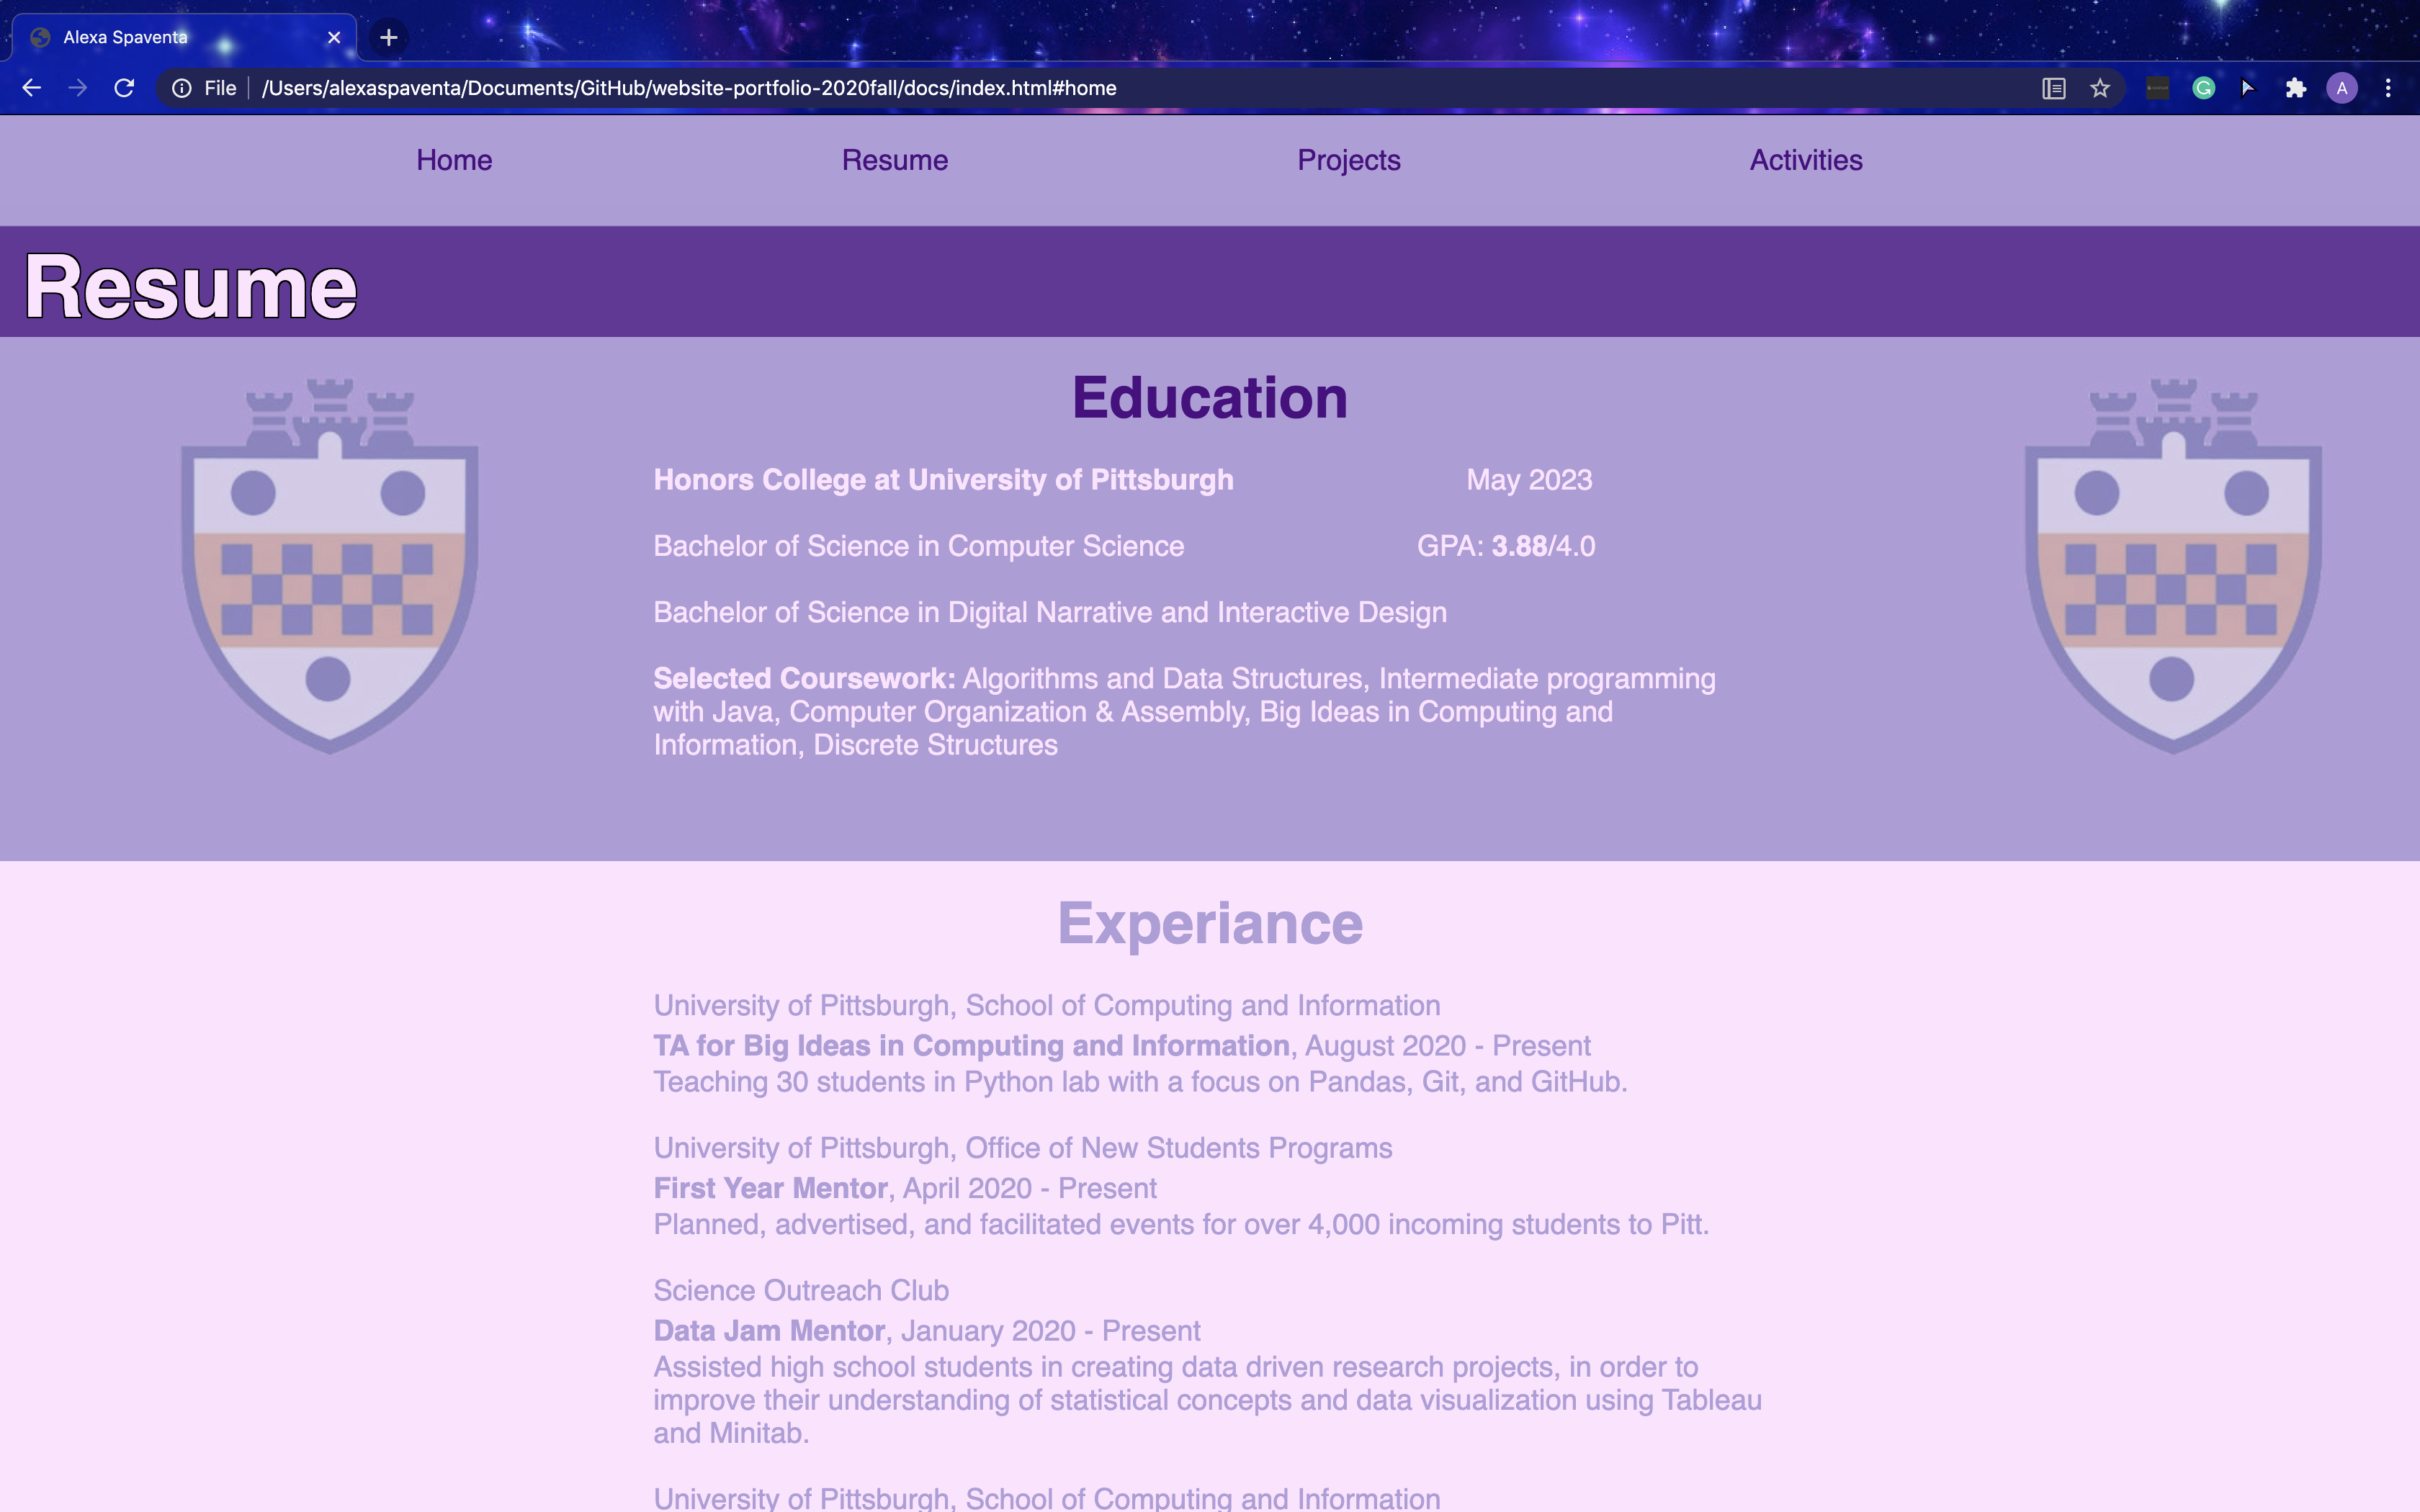 Alexa Spaventa
File /Users/alexaspaventa/Documents/GitHub/website-portfolio-2020fall/docs/index.html#home
A
Home Resume Projects Activities
Resume
Education
Honors College at University of Pittsburgh May 2023
Bachelor of Science in Computer Science GPA: 3.88/4.0
Bachelor of Science in Digital Narrative and Interactive Design
Selected Coursework: Algorithms and Data Structures, Intermediate programming
with Java, Computer Organization & Assembly, Big Ideas in Computing and
Information, Discrete Structures
Experiance
University of Pittsburgh, School of Computing and Information
TA for Big Ideas in Computing and Information, August 2020 - Present
Teaching 30 students in Python lab with a focus on Pandas, Git, and GitHub.
University of Pittsburgh, Office of New Students Programs
First Year Mentor, April 2020 - Present
Planned, advertised, and facilitated events for over 4,000 incoming students to Pitt.
Science Outreach Club
Data Jam Mentor, January 2020 - Present
Assisted high school students in creating data driven research projects, in order to
improve their understanding of statistical concepts and data visualization using Tableau
and Minitab.
University of Pittsburgh, School of Computing and Information